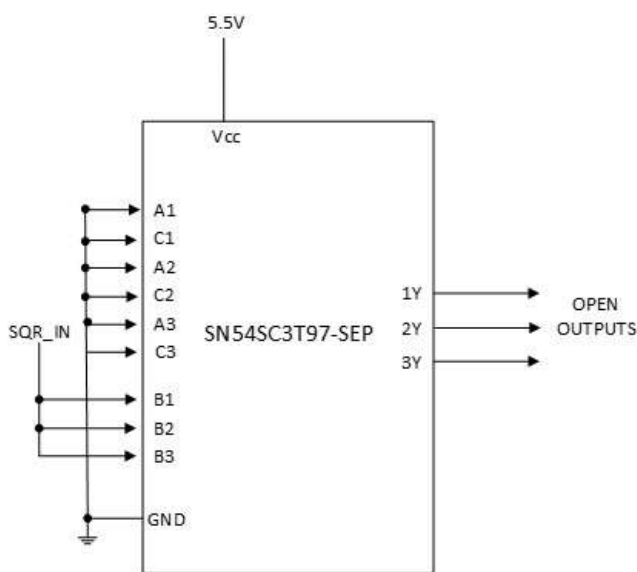 5.5V
Vcc
A1
C1
A2
C2
A3
C3
SQR_IN
B1
B2
B3
GND
SN54SC3T97-SEP
1Y
2Y
3Y
OPEN
OUTPUTS